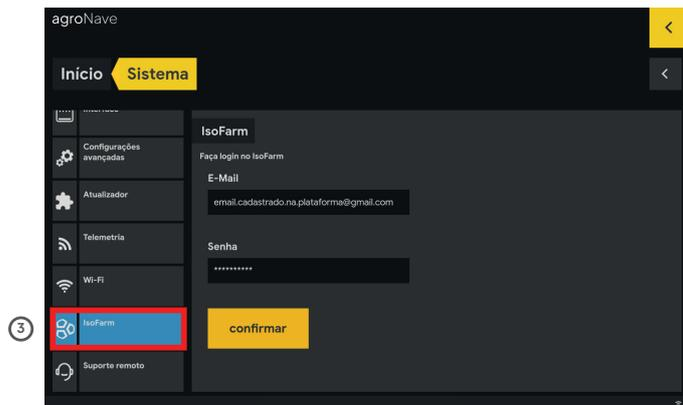 agroNave
Início
Sistema
Interface
Configurações
avançadas
Atualizador
Telemetria
Wi-Fi
IsoFarm
Suporte remoto
IsoFarm
Faça login no IsoFarm
E-Mail
email.cadastrado.na.plataforma@gmail.com
Senha
**********
confirmar
3